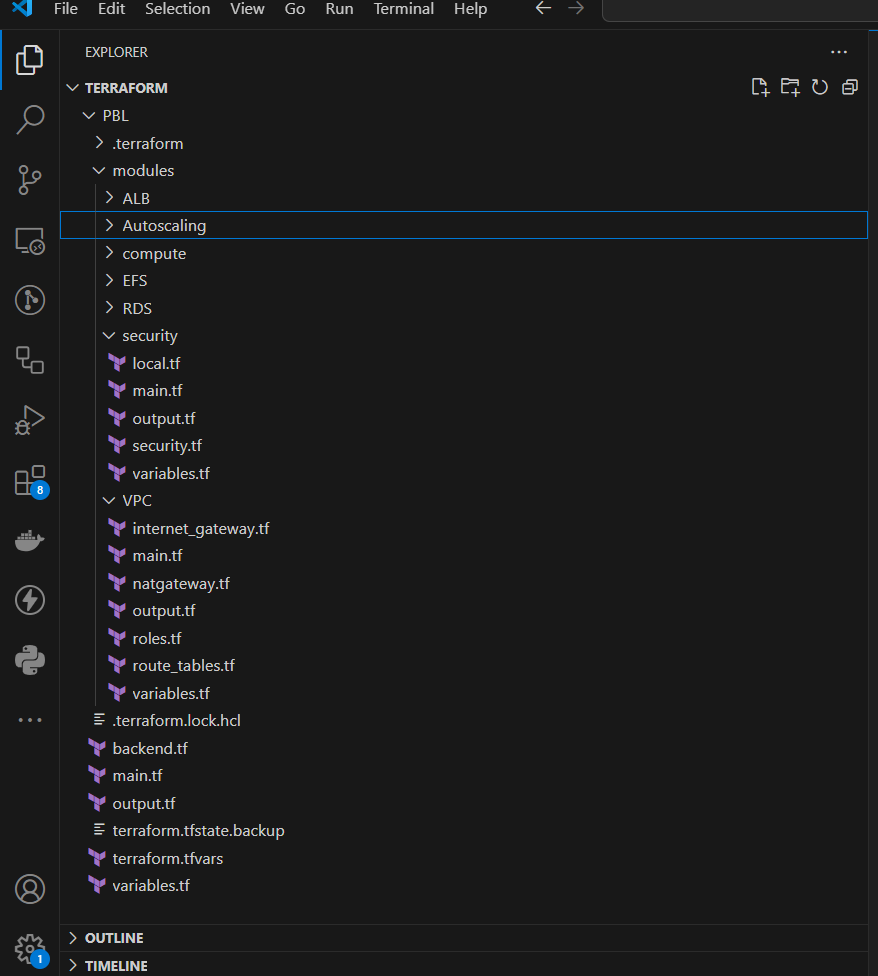 File Edit Selection View Go Run Terminal Help
EXPLORER
TERRAFORM
PBL
.terraform
modules
ALB
Autoscaling
compute
EFS
RDS
security
local.tf
main.tf
output.tf
security.tf
variables.tf
8
VPC
internet_gateway.tf
main.tf
natgateway.tf
output.tf
roles.tf
route_tables.tf
variables.tf
.terraform.lock.hcl
backend.tf
main.tf
output.tf
terraform.tfstate.backup
terraform.tfvars
variables.tf
OUTLINE
1
TIMELINE